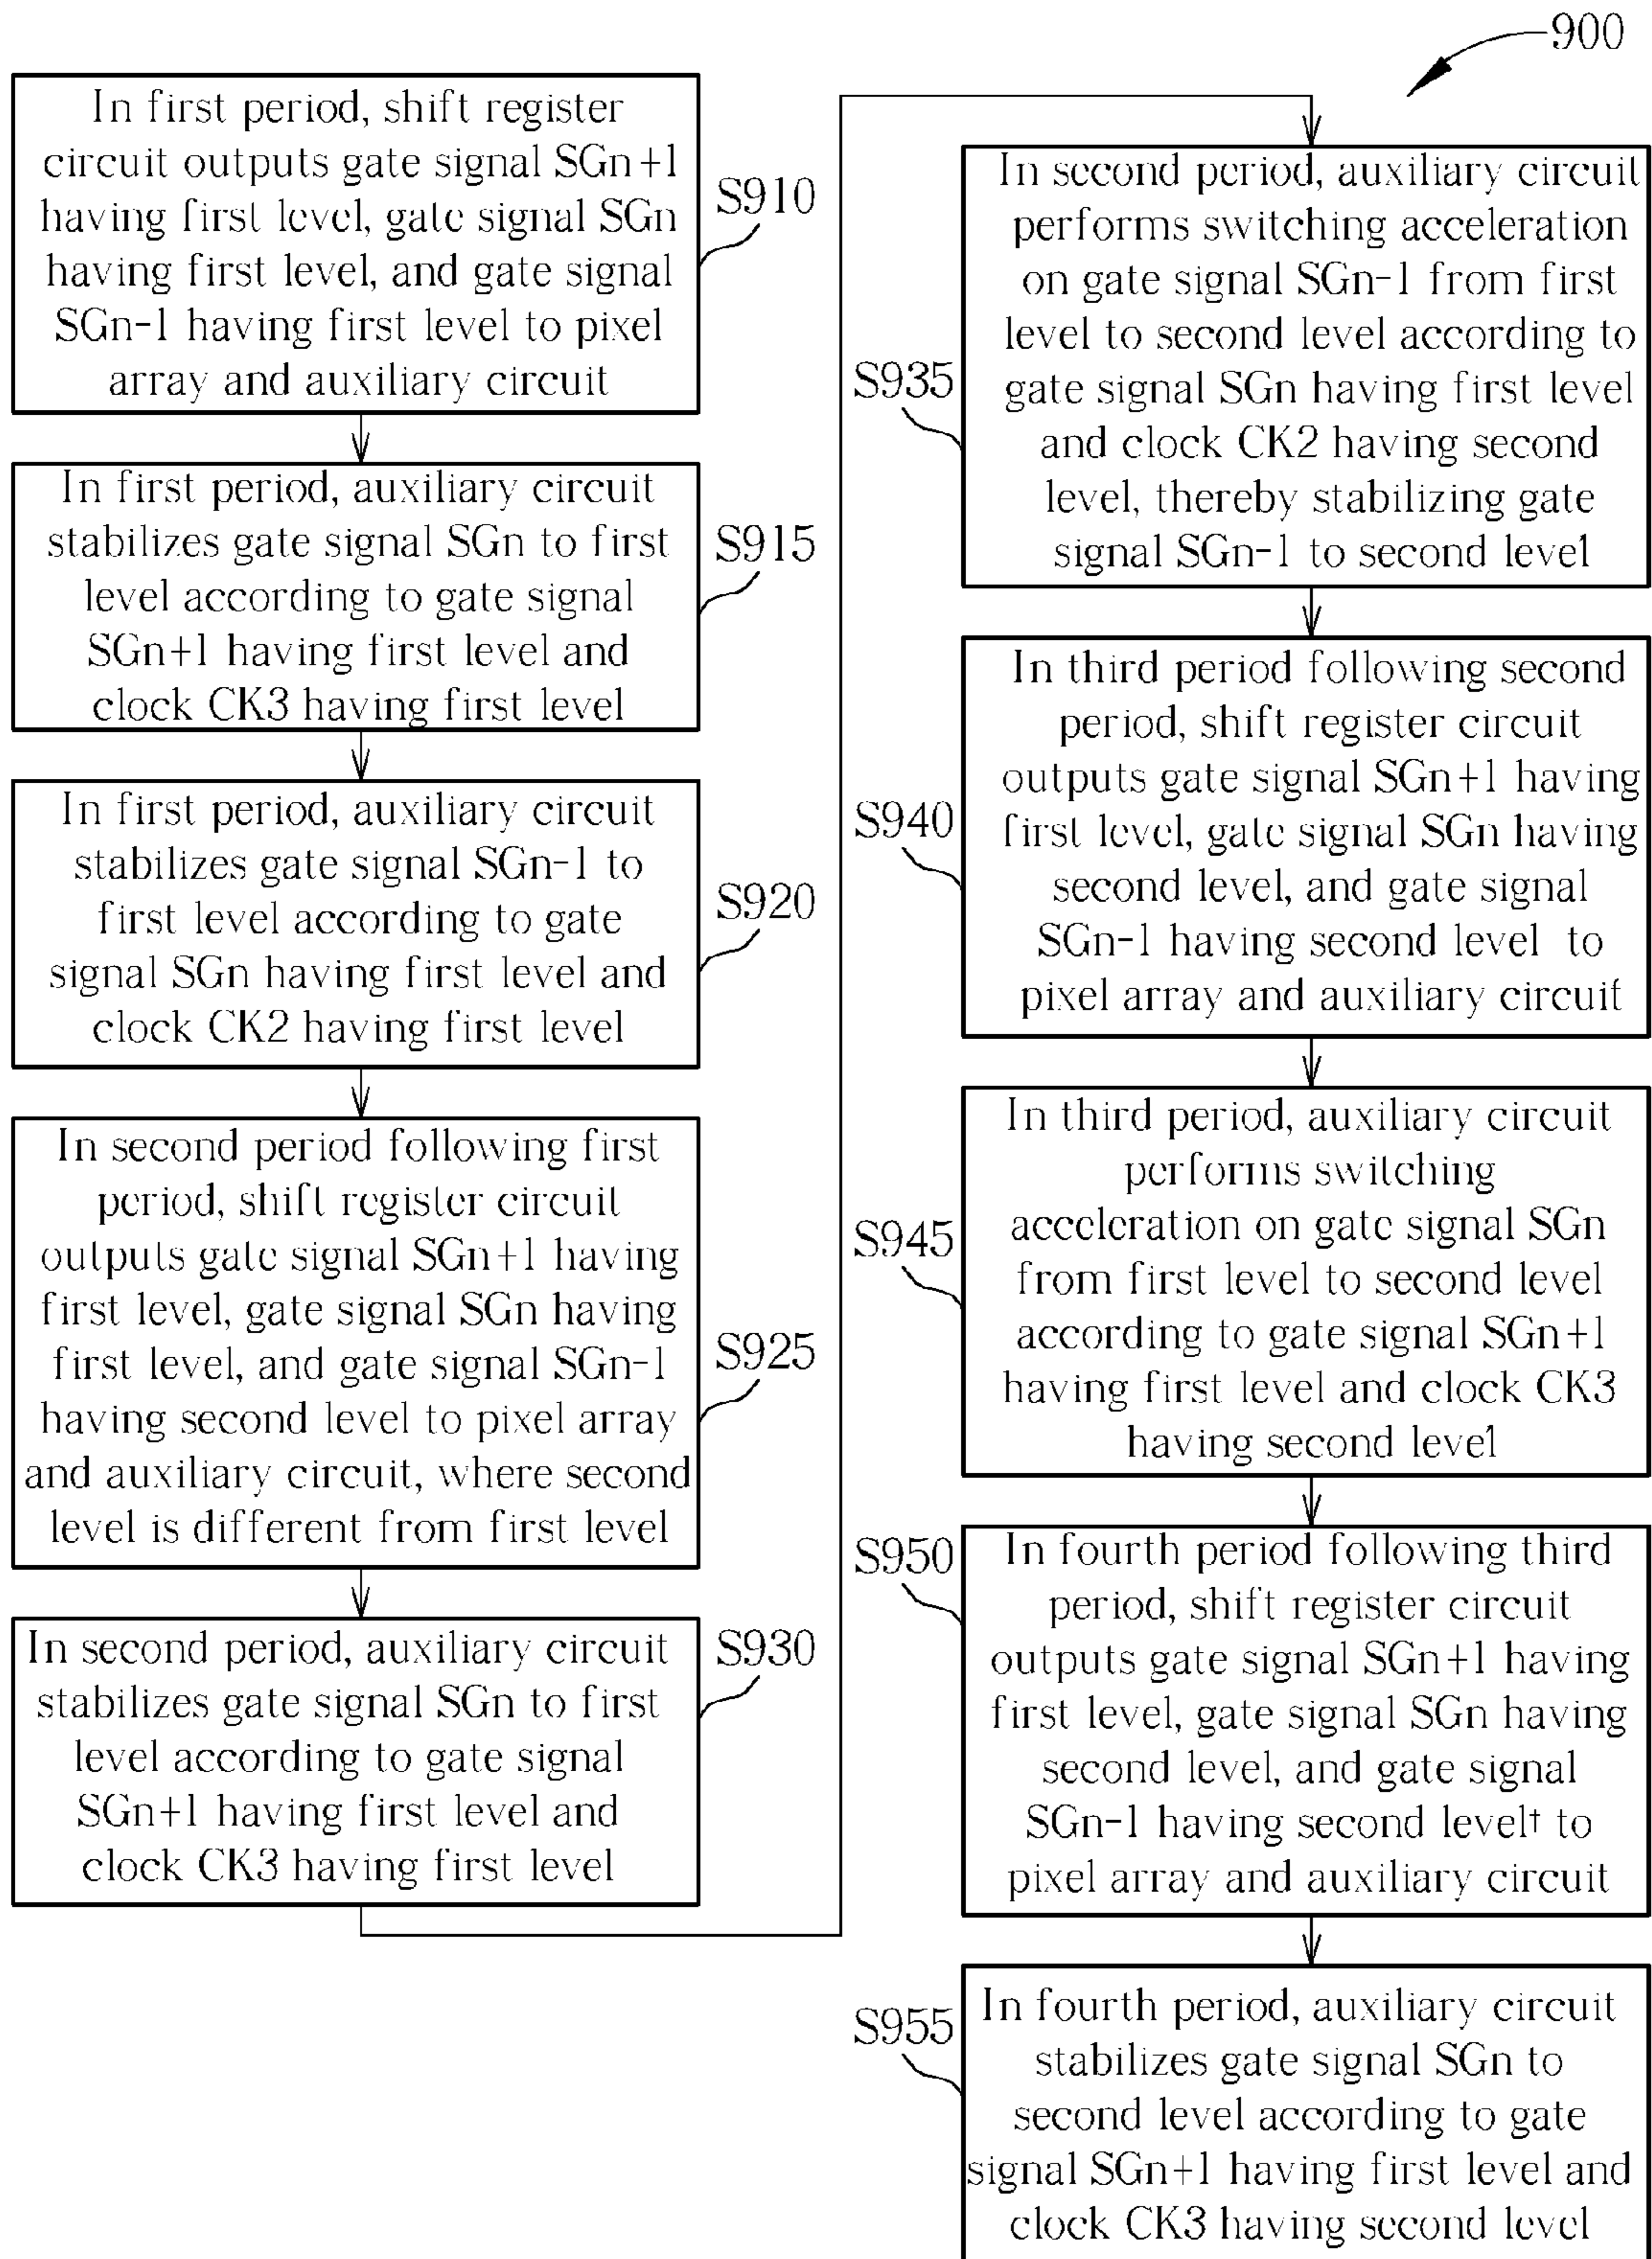 900
In first period, shift register
circuit outputs gate signal SGn+1
having first level, gate signal SGn
having first level, and gate signal
SGn-1 having first level to pixel
array and auxiliary circuit
S910
In first period, auxiliary circuit
stabilizes gate signal SGn to first
level according to gate signal
SGn+1 having first level and
clock CK3 having first level
S915
In first period, auxiliary circuit
stabilizes gate signal SGn-1 to
first level according to gate
signal SGn having first level and
clock CK2 having first level
S920
In second period following first
period, shift register circuit
outputs gate signal SGn+1 having
first level, gate signal SGn having
first level, and gate signal SGn-1
having second level to pixel array
and auxiliary circuit, where second
level is different from first level
S925
In second period, auxiliary circuit
stabilizes gate signal SGn to first
level according to gate signal
SGn+1 having first level and
clock CK3 having first level
S930
In second period, auxiliary circuit
performs switching acceleration
on gate signal SGn-1 from first
level to second level according to
gate signal SGn having first level
and clock CK2 having second
level, thereby stabilizing gate
signal SGn-1 to second level
S935
In third period following second
period, shift register circuit
outputs gate signal SGn+1 having
first level, gate signal SGn having
second level, and gate signal
SGn-1 having second level to
pixel array and auxiliary circuit
S940
In third period, auxiliary circuit
performs switching
acceleration on gate signal SGn
from first level to second level
according to gate signal SGn+1
having first level and clock CK3
having second level
S945
In fourth period following third
period, shift register circuit
outputs gate signal SGn+1 having
first level, gate signal SGn having
second level, and gate signal
SGn-1 having second level† to
pixel array and auxiliary circuit
S950
In fourth period, auxiliary circuit
stabilizes gate signal SGn to
second level according to gate
signal SGn+1 having first level and
clock CK3 having second level
S955